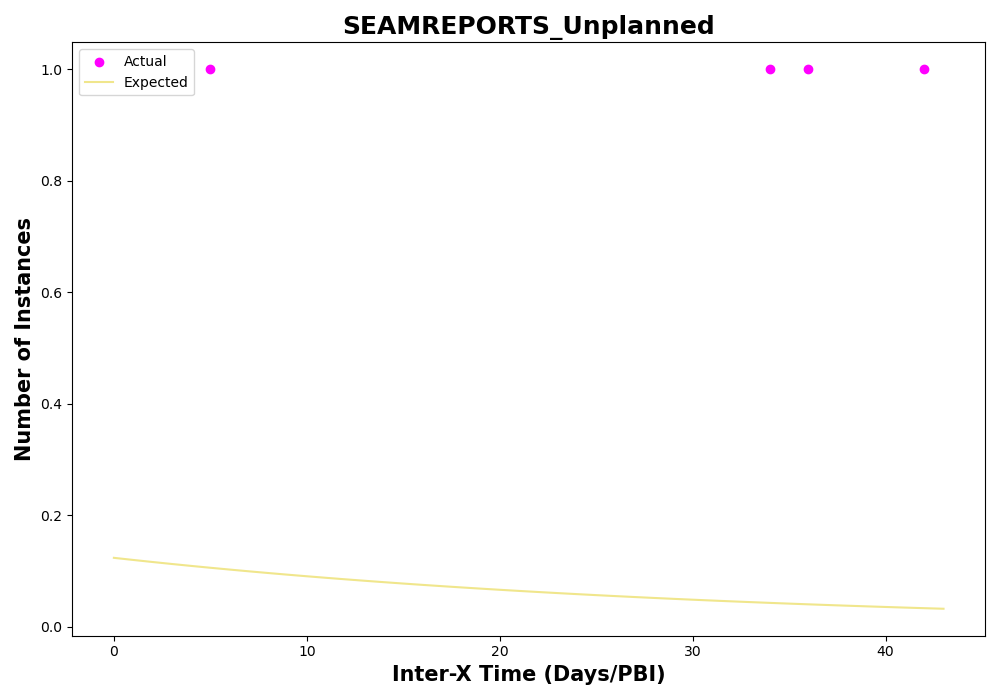 SEAMREPORTS_Unplanned
Actual
Expected
1.0
0.8
0.6
0.4
0.2
0.0
Number of Instances
0
10
20
30
40
Inter-X Time (Days/PBI)